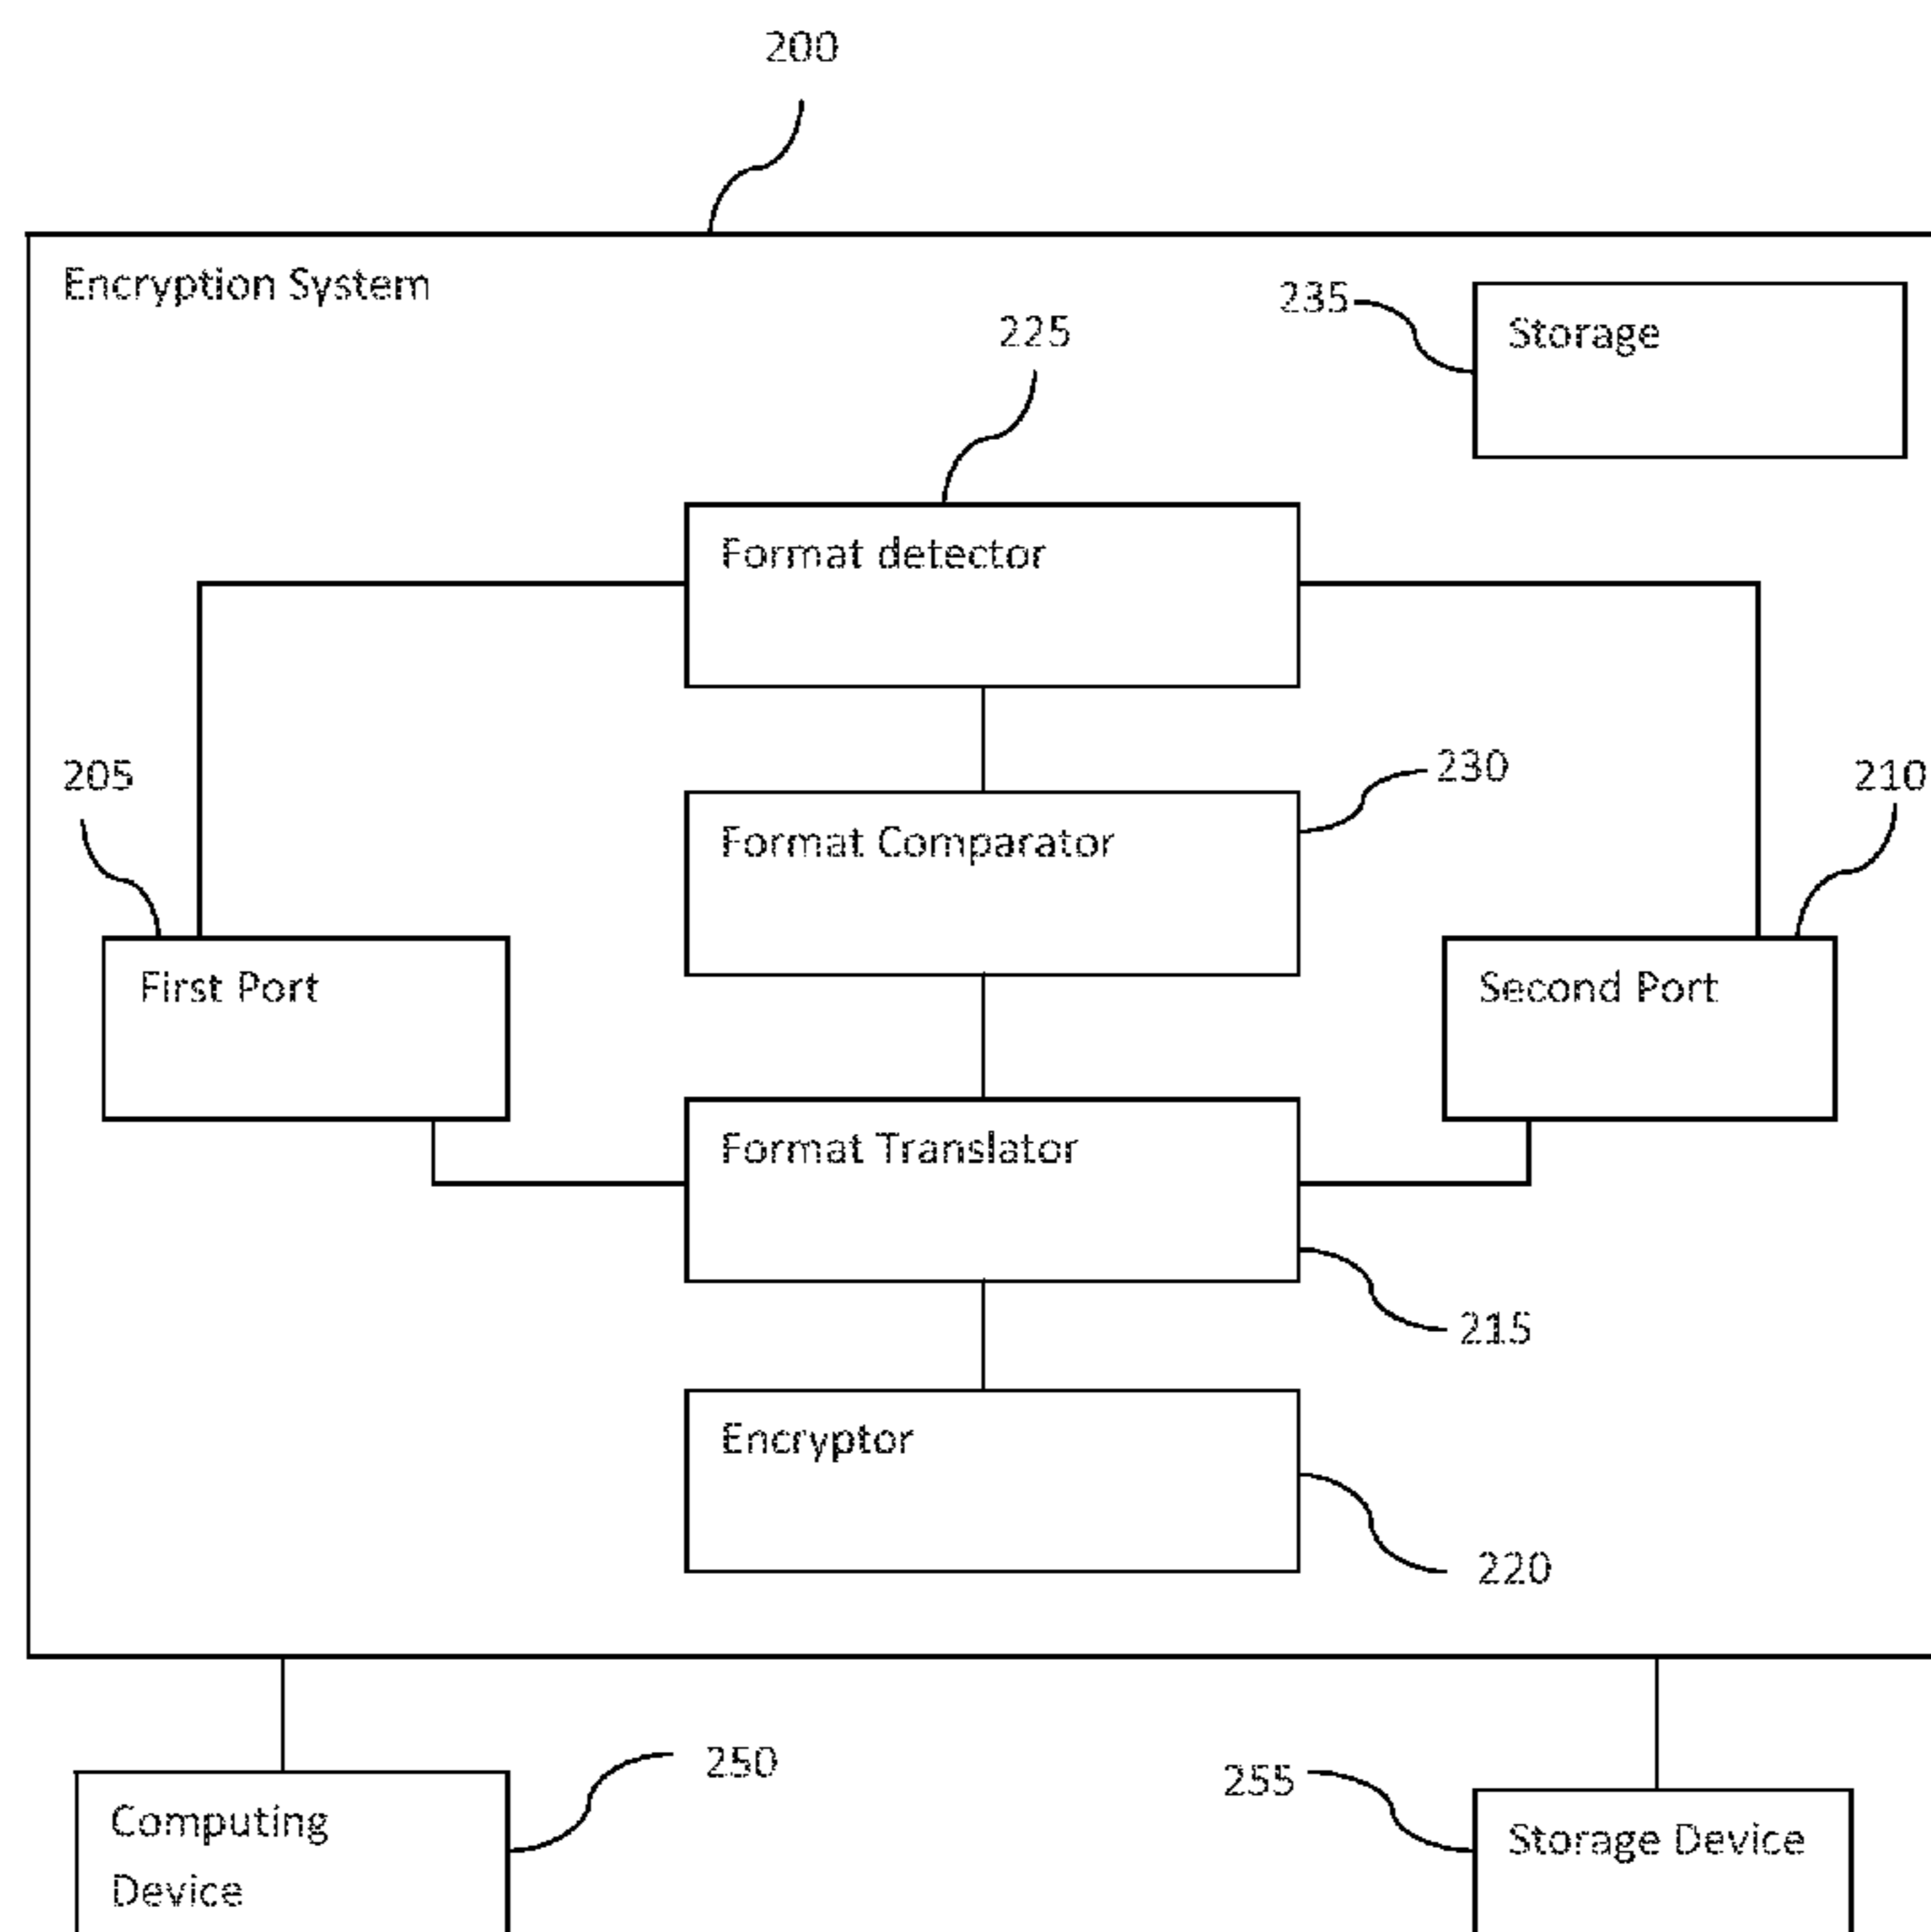 200
Encryption System
235
Storage
225
Format detector
205
230
210
Format Comparator
First Port
Second Port
Format Translator
215
Encryptor
220
250
255
Computing
Device
Storage Device